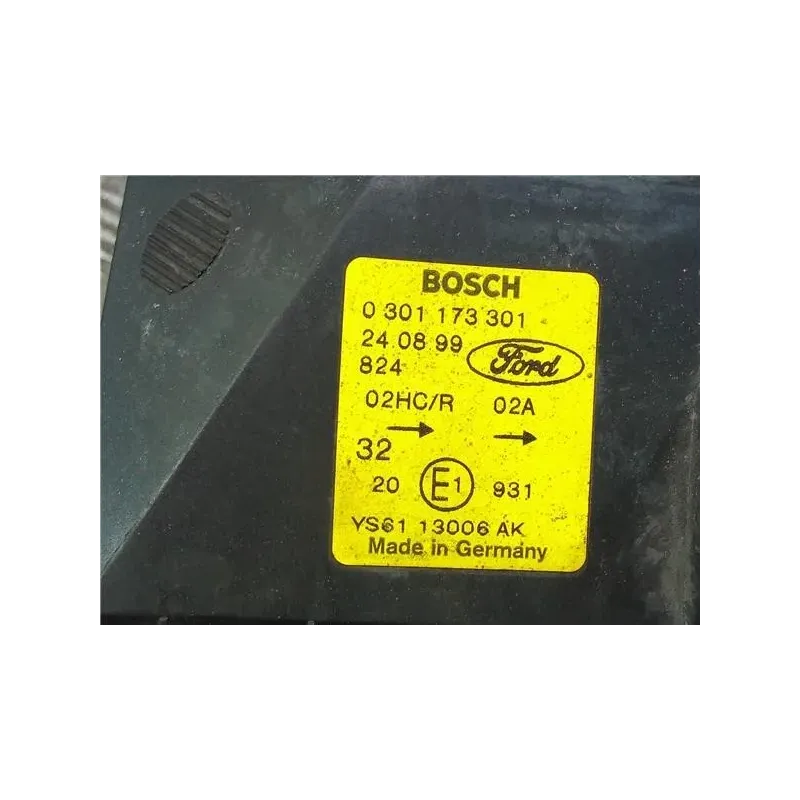 BOSCH
0 301 173 301
24.08 99
824 Ford
02HC/R 02A
→ →
32
20 E1 931
YS61 13006 AK
Made in Germany